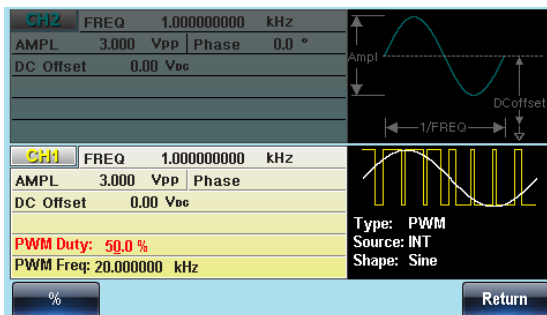 CH2 FREQ 1.000000000 kHz
AMPL 3.000 VPP Phase 0.0 °
DC Offset 0.00 VDC
Ampl
DCoffset
1/FREQ
CH1 FREQ 1.000000000 kHz
AMPL 3.000 VPP Phase
DC Offset 0.00 VDC
PWM Duty: 50.0 %
PWM Freq: 20.000000 kHz
Type: PWM
Source: INT
Shape: Sine
%
Return